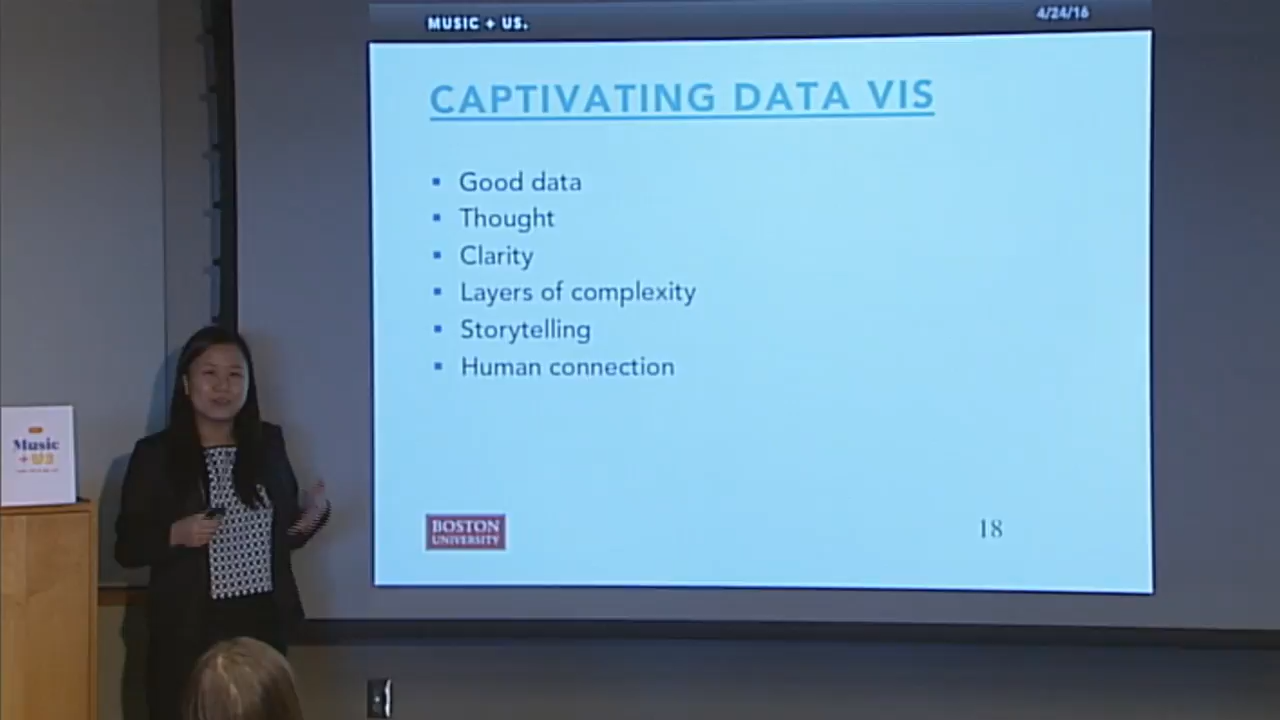 MUSIC + US.
4/24/16
CAPTIVATING DATA VIS
▪ Good data
▪ Thought
▪ Clarity
▪ Layers of complexity
▪ Storytelling
▪ Human connection
Music
+ US
BOSTON
UNIVERSITY
18